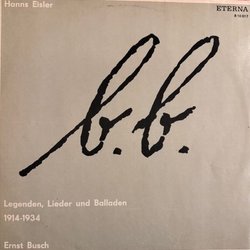 Hanns Eisler
ETERNA
b.b.
Legenden, Lieder und Balladen
1914-1934
Ernst Busch